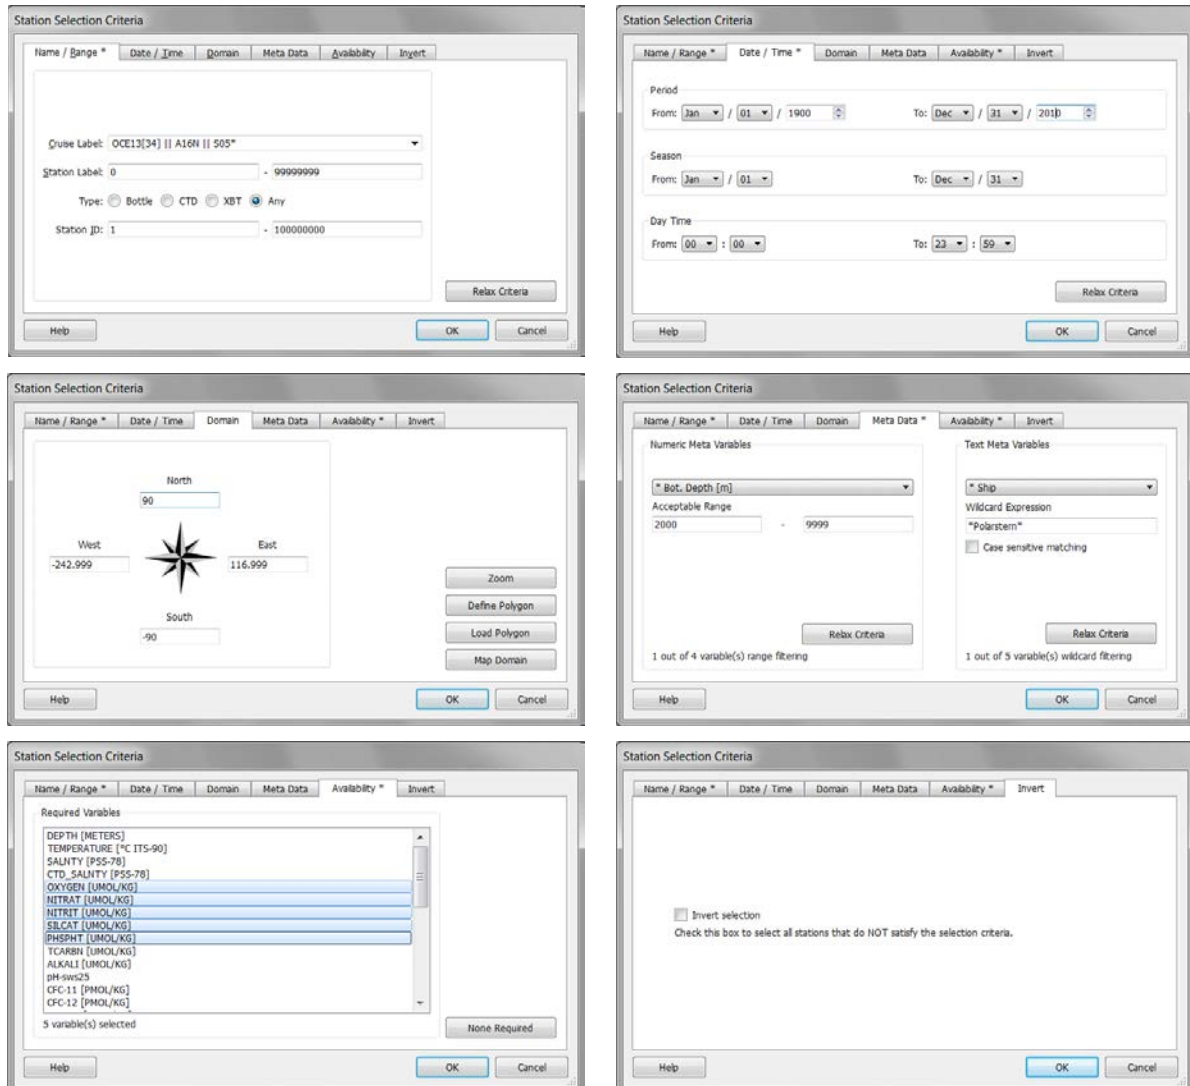 Station Selection Criteria
Name / Range * Date / Time Domain Meta Data Availability Invert
Cruise Label: OCE13[34] || A16N || S05*
Station Label: 0 - 99999999
Type: Bottle CTD XBT Any
Station ID: 1 - 100000000
Relax Criteria
Help OK Cancel
Station Selection Criteria
Name / Range * Date / Time * Domain Meta Data Availability * Invert
Period
From: Jan / 01 / 1900 To: Dec / 31 / 2010
Season
From: Jan / 01 To: Dec / 31
Day Time
From: 00 : 00 To: 23 : 59
Relax Criteria
Help OK Cancel
Station Selection Criteria
Name / Range * Date / Time Domain Meta Data Availability * Invert
North
90
West East
-242.999 116.999
South
-90
Zoom
Define Polygon
Load Polygon
Map Domain
Help OK Cancel
Station Selection Criteria
Name / Range * Date / Time Domain Meta Data * Availability * Invert
Numeric Meta Variables
* Bot. Depth [m]
Acceptable Range
2000 - 9999
Relax Criteria
1 out of 4 variable(s) range filtering
Text Meta Variables
* Ship
Wildcard Expression
*Polarstern*
Case sensitive matching
Relax Criteria
1 out of 5 variable(s) wildcard filtering
Help OK Cancel
Station Selection Criteria
Name / Range * Date / Time Domain Meta Data Availability * Invert
Required Variables
DEPTH [METERS]
TEMPERATURE [°C ITS-90]
SALNTY [PSS-78]
CTD_SALNTY [PSS-78]
OXYGEN [UMOL/KG]
NITRAT [UMOL/KG]
NITRIT [UMOL/KG]
SILCAT [UMOL/KG]
PHSPHT [UMOL/KG]
TCARBN [UMOL/KG]
ALKALI [UMOL/KG]
pH-sws25
CFC-11 [PMOL/KG]
CFC-12 [PMOL/KG]
5 variable(s) selected
None Required
Help OK Cancel
Station Selection Criteria
Name / Range * Date / Time Domain Meta Data Availability * Invert
Invert selection
Check this box to select all stations that do NOT satisfy the selection criteria.
Help OK Cancel